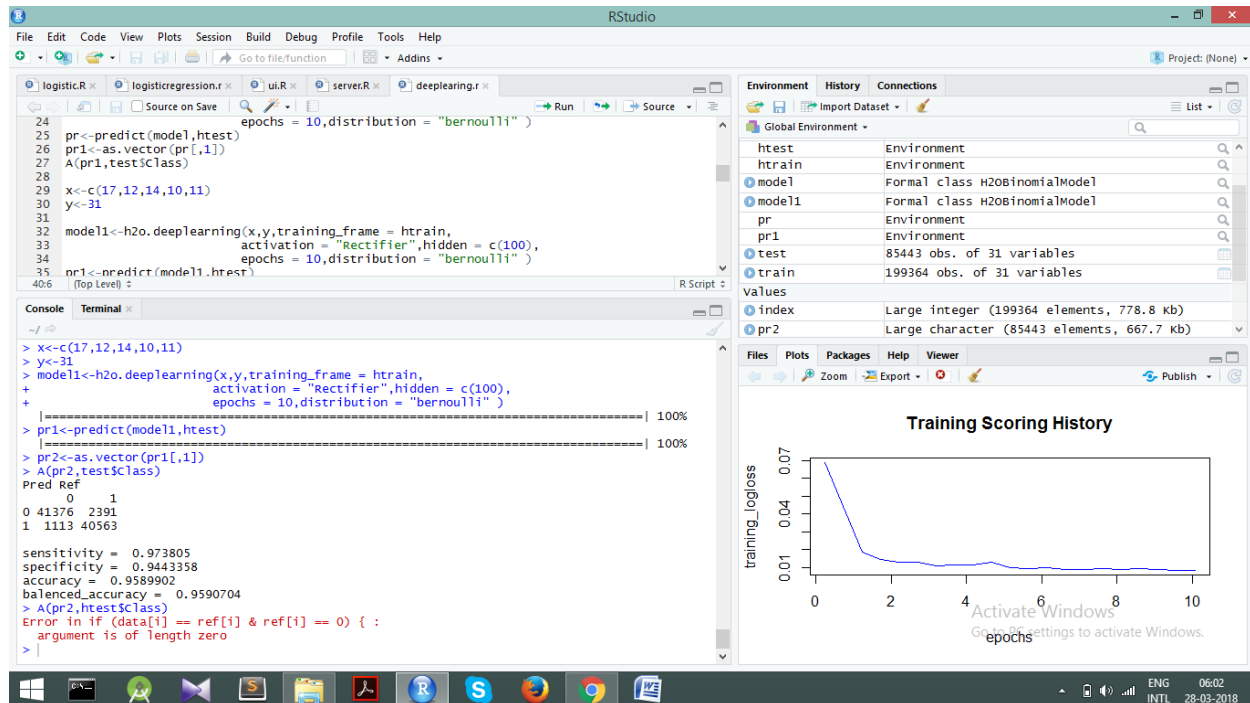 RStudio
File Edit Code View Plots Session Build Debug Profile Tools Help
Go to file/function Addins Project: (None)
logistic.R logisticregression.r ui.R server.R deeplearing.r
Source on Save Run Source
24 epochs = 10,distribution = "bernoulli" )
25 pr<-predict(model,htest)
26 pr1<-as.vector(pr[,1])
27 A(pr1,test$Class)
28
29 x<-c(17,12,14,10,11)
30 y<-31
31
32 model1<-h2o.deeplearning(x,y,training_frame = htrain,
33 activation = "Rectifier",hidden = c(100),
34 epochs = 10,distribution = "bernoulli" )
35 pr1<-predict(model1,htest)
40:6 (Top Level) R Script
Console Terminal
~/
> x<-c(17,12,14,10,11)
> y<-31
> model1<-h2o.deeplearning(x,y,training_frame = htrain,
+ activation = "Rectifier",hidden = c(100),
+ epochs = 10,distribution = "bernoulli" )
|======================================================================| 100%
> pr1<-predict(model1,htest)
|======================================================================| 100%
> pr2<-as.vector(pr1[,1])
> A(pr2,test$Class)
Pred Ref
0 1
0 41376 2391
1 1113 40563
sensitivity = 0.973805
specificity = 0.9443358
accuracy = 0.9589902
balenced_accuracy = 0.9590704
> A(pr2,htest$Class)
Error in if (data[i] == ref[i] & ref[i] == 0) { :
argument is of length zero
>
Environment History Connections
Import Dataset List
Global Environment
htest Environment
htrain Environment
model Formal class H2OBinomialModel
model1 Formal class H2OBinomialModel
pr Environment
pr1 Environment
test 85443 obs. of 31 variables
train 199364 obs. of 31 variables
Values
index Large integer (199364 elements, 778.8 Kb)
pr2 Large character (85443 elements, 667.7 Kb)
Files Plots Packages Help Viewer
Zoom Export Publish
Training Scoring History
training_logloss
0.07
0.04
0.01
0 2 4 6 8 10
epochs
Activate Windows
Go to PC settings to activate Windows.
ENG 06:02
INTL 28-03-2018